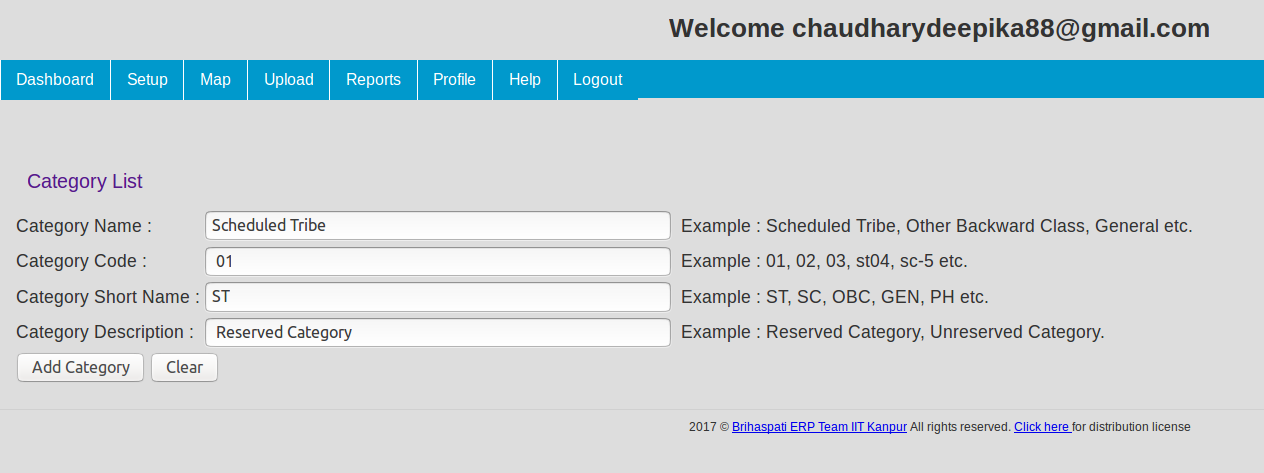 Welcome chaudharydeepika88@gmail.com
Dashboard Setup Map Upload Reports Profile Help Logout
Category List
Category Name : Scheduled Tribe Example : Scheduled Tribe, Other Backward Class, General etc.
Category Code : 01 Example : 01, 02, 03, st04, sc-5 etc.
Category Short Name : ST Example : ST, SC, OBC, GEN, PH etc.
Category Description : Reserved Category Example : Reserved Category, Unreserved Category.
Add Category Clear
2017 © Brihaspati ERP Team IIT Kanpur All rights reserved. Click here for distribution license